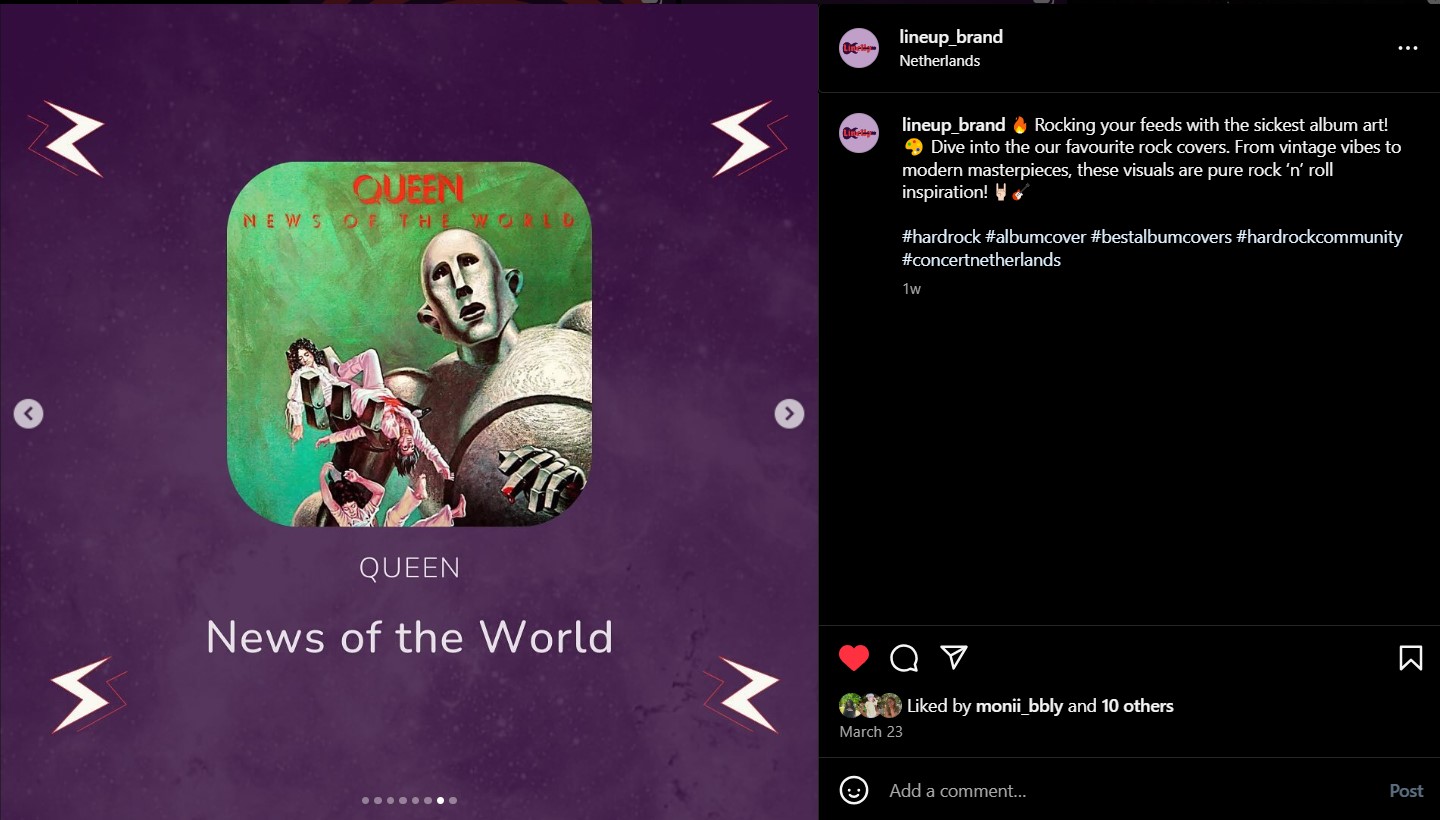 QUEEN
NEWS OF THE WORLD
QUEEN
News of the World
lineup_brand
Netherlands
lineup_brand 🔥 Rocking your feeds with the sickest album art!
🎨 Dive into the our favourite rock covers. From vintage vibes to
modern masterpieces, these visuals are pure rock ‘n’ roll
inspiration! 🤘🏻🎸
#hardrock #albumcover #bestalbumcovers #hardrockcommunity
#concertnetherlands
1w
Liked by monii_bbly and 10 others
March 23
Add a comment...
Post